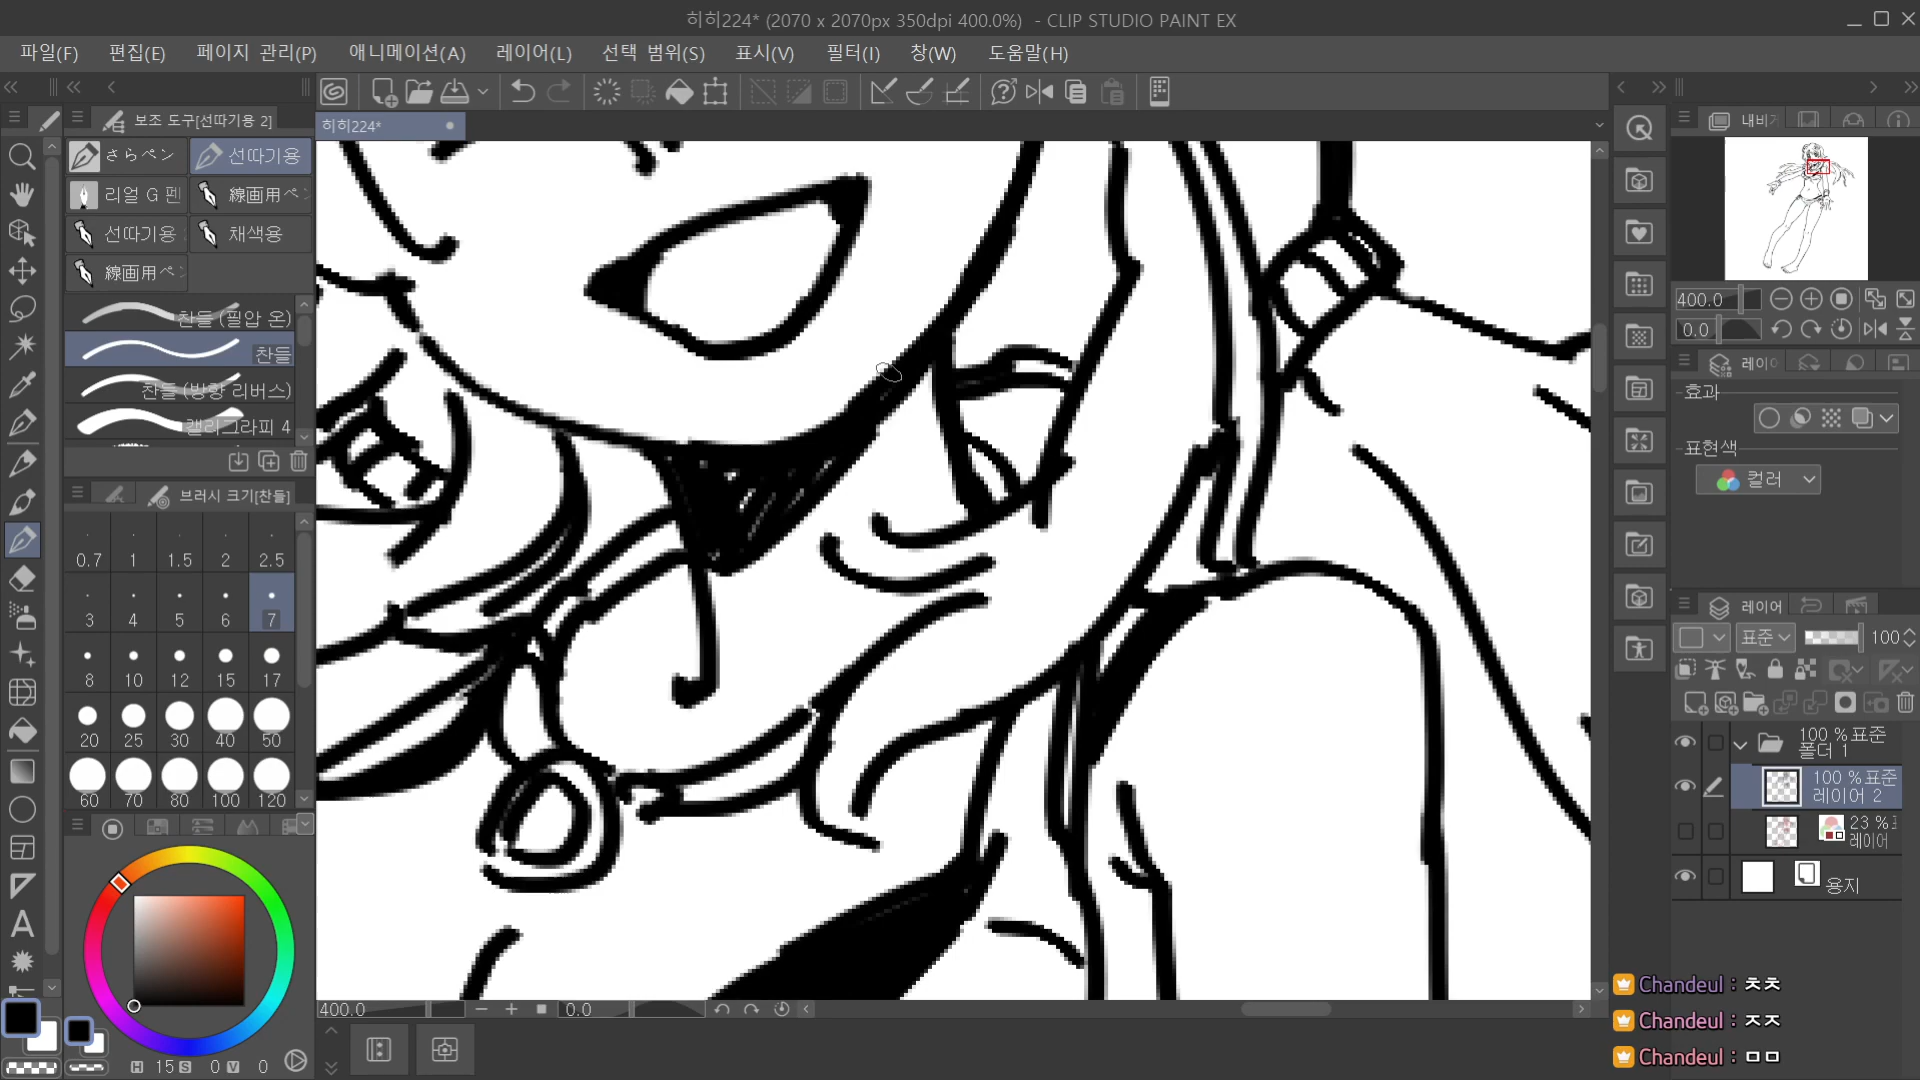 히히224* (2070 x 2070px 350dpi 400.0%) - CLIP STUDIO PAINT EX
파일(F) 편집(E) 페이지 관리(P) 애니메이션(A) 레이어(L) 선택 범위(S) 표시(V) 필터(I) 창(W) 도움말(H)
보조 도구[선따기용 2]
히히224*
내비
さらペン 선따기용
리얼 G 펜 線画用ペ
선따기용 채색용
線画用ペ
찬들 (필압 온)
찬들
찬들 (방향 리버스)
캘리그라피 4
브러시 크기[찬들]
0.7 1 1.5 2 2.5
3 4 5 6 7
8 10 12 15 17
20 25 30 40 50
60 70 80 100 120
H 15 S 0 V 0
400.0 0.0
400.0
0.0
레이어
효과
표현색
컬러
레이어
표준 100
100 %표준
폴더 1
100 %표준
레이어 2
23 %
레이어
용지
Chandeul : ㅊㅊ
Chandeul : ㅈㅈ
Chandeul : ㅁㅁ